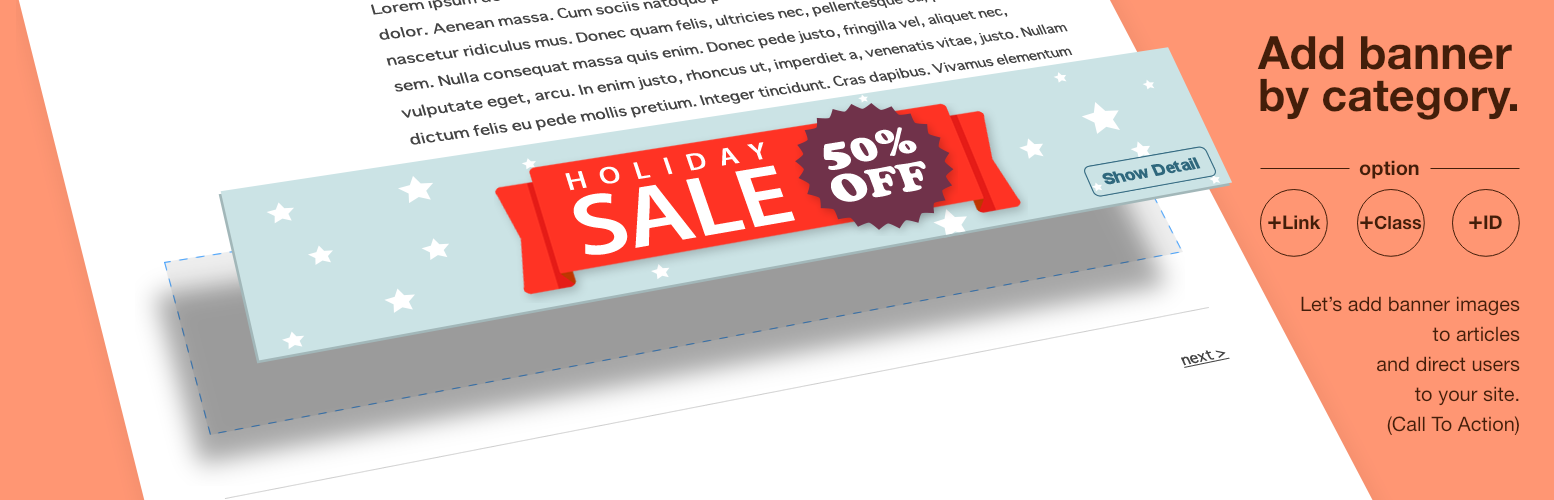 Lorem ipsum
dolor. Aenean massa. Cum sociis natoque
nascetur ridiculus mus. Donec quam felis, ultricies nec, pellentesque
sem. Nulla consequat massa quis enim. Donec pede justo, fringilla vel, aliquet nec,
vulputate eget, arcu. In enim justo, rhoncus ut, imperdiet a, venenatis vitae, justo. Nullam
dictum felis eu pede mollis pretium. Integer tincidunt. Cras dapibus. Vivamus elementum
HOLIDAY
SALE
50%
OFF
Show Detail
next >
Add banner
by category.
option
+Link +Class +ID
Let’s add banner images
to articles
and direct users
to your site.
(Call To Action)